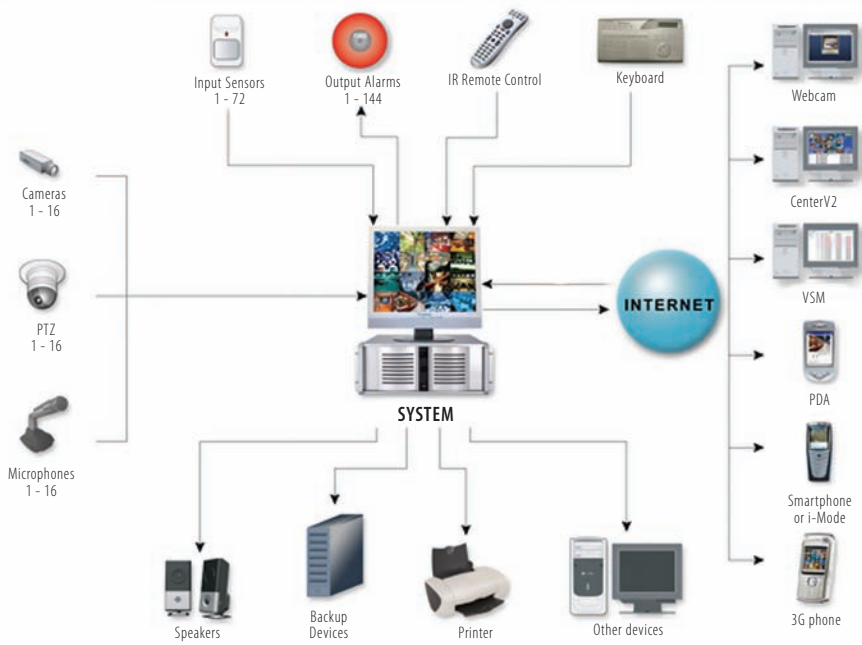 Input Sensors
1 - 72
Output Alarms
1 - 144
IR Remote Control
Keyboard
Webcam
Cameras
1 - 16
CenterV2
PTZ
1 - 16
INTERNET
VSM
SYSTEM
PDA
Microphones
1 - 16
Smartphone
or i-Mode
Speakers
Backup
Devices
Printer
Other devices
3G phone